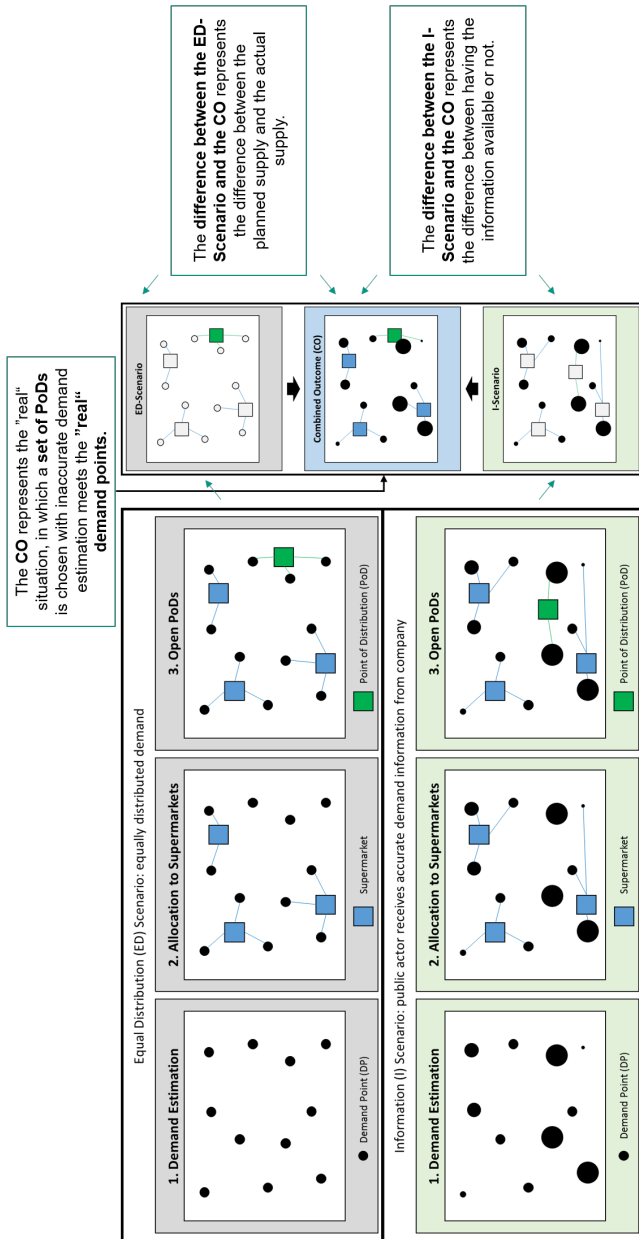 The CO represents the ”real“
situation, in which a set of PoDs
is chosen with inaccurate demand
estimation meets the ”real“
demand points.
Equal Distribution (ED) Scenario: equally distributed demand
1. Demand Estimation
Demand Point (DP)
2. Allocation to Supermarkets
Supermarket
3. Open PoDs
Point of Distribution (PoD)
Information (I) Scenario: public actor receives accurate demand information from company
1. Demand Estimation
Demand Point (DP)
2. Allocation to Supermarkets
Supermarket
3. Open PoDs
Point of Distribution (PoD)
ED-Scenario
Combined Outcome (CO)
I-Scenario
The difference between the ED-
Scenario and the CO represents
the difference between the
planned supply and the actual
supply.
The difference between the I-
Scenario and the CO represents
the difference between having the
information available or not.